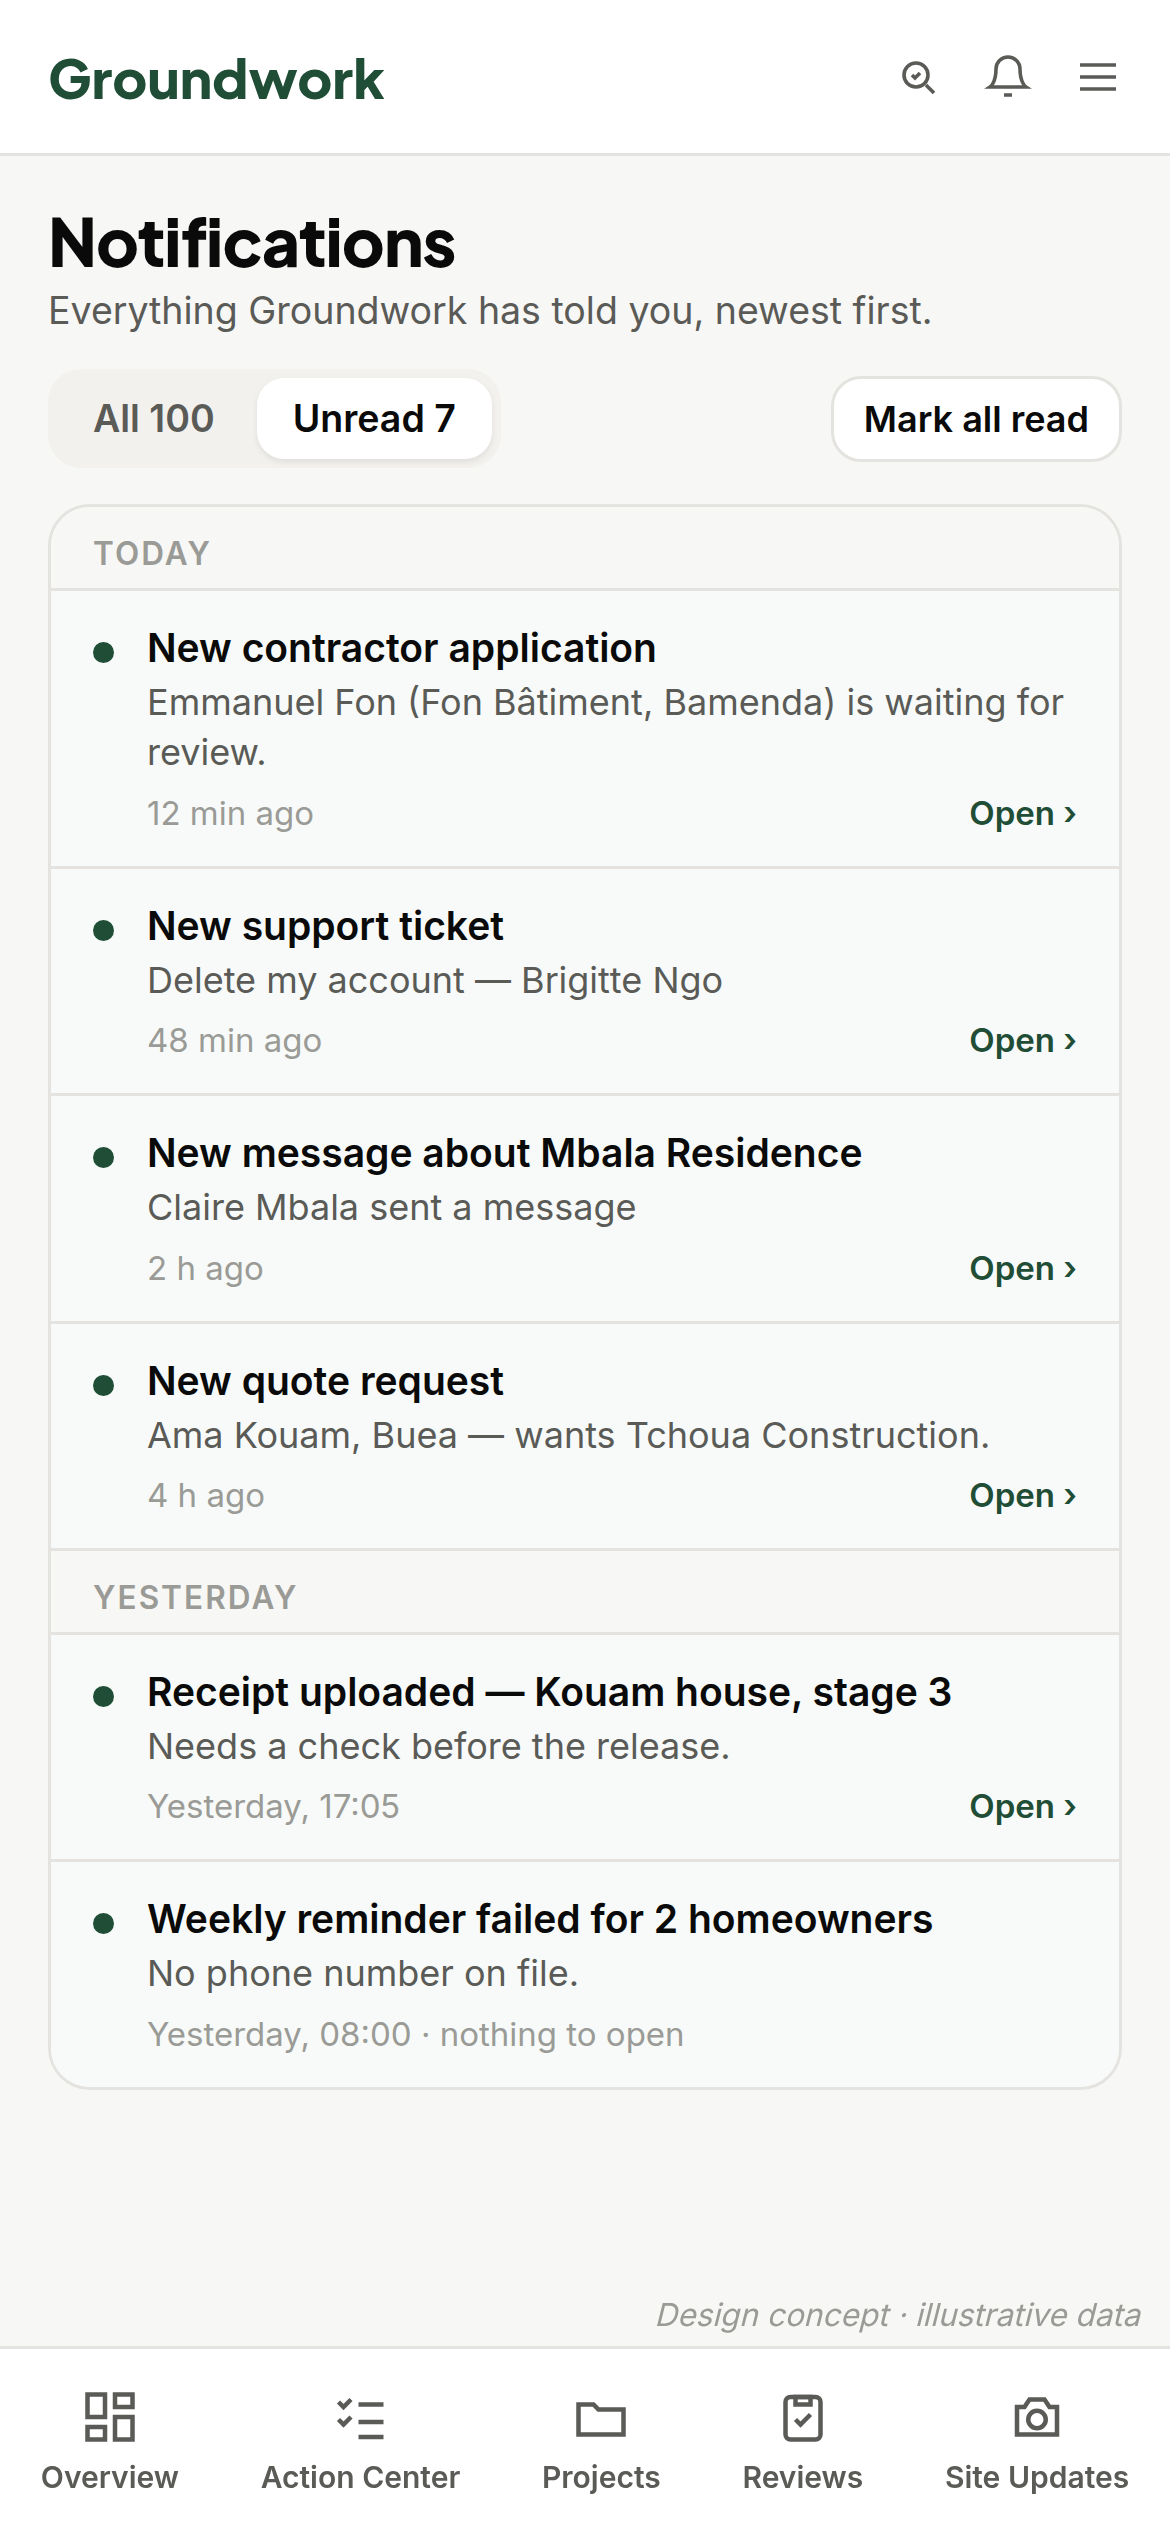 Groundwork
Notifications
Everything Groundwork has told you, newest first.
All 100
Unread 7
Mark all read
TODAY
New contractor application
Emmanuel Fon (Fon Bâtiment, Bamenda) is waiting for
review.
12 min ago
Open ›
New support ticket
Delete my account — Brigitte Ngo
48 min ago
Open ›
New message about Mbala Residence
Claire Mbala sent a message
2 h ago
Open ›
New quote request
Ama Kouam, Buea — wants Tchoua Construction.
4 h ago
Open ›
YESTERDAY
Receipt uploaded — Kouam house, stage 3
Needs a check before the release.
Yesterday, 17:05
Open ›
Weekly reminder failed for 2 homeowners
No phone number on file.
Yesterday, 08:00 · nothing to open
Design concept · illustrative data
Overview
Action Center
Projects
Reviews
Site Updates